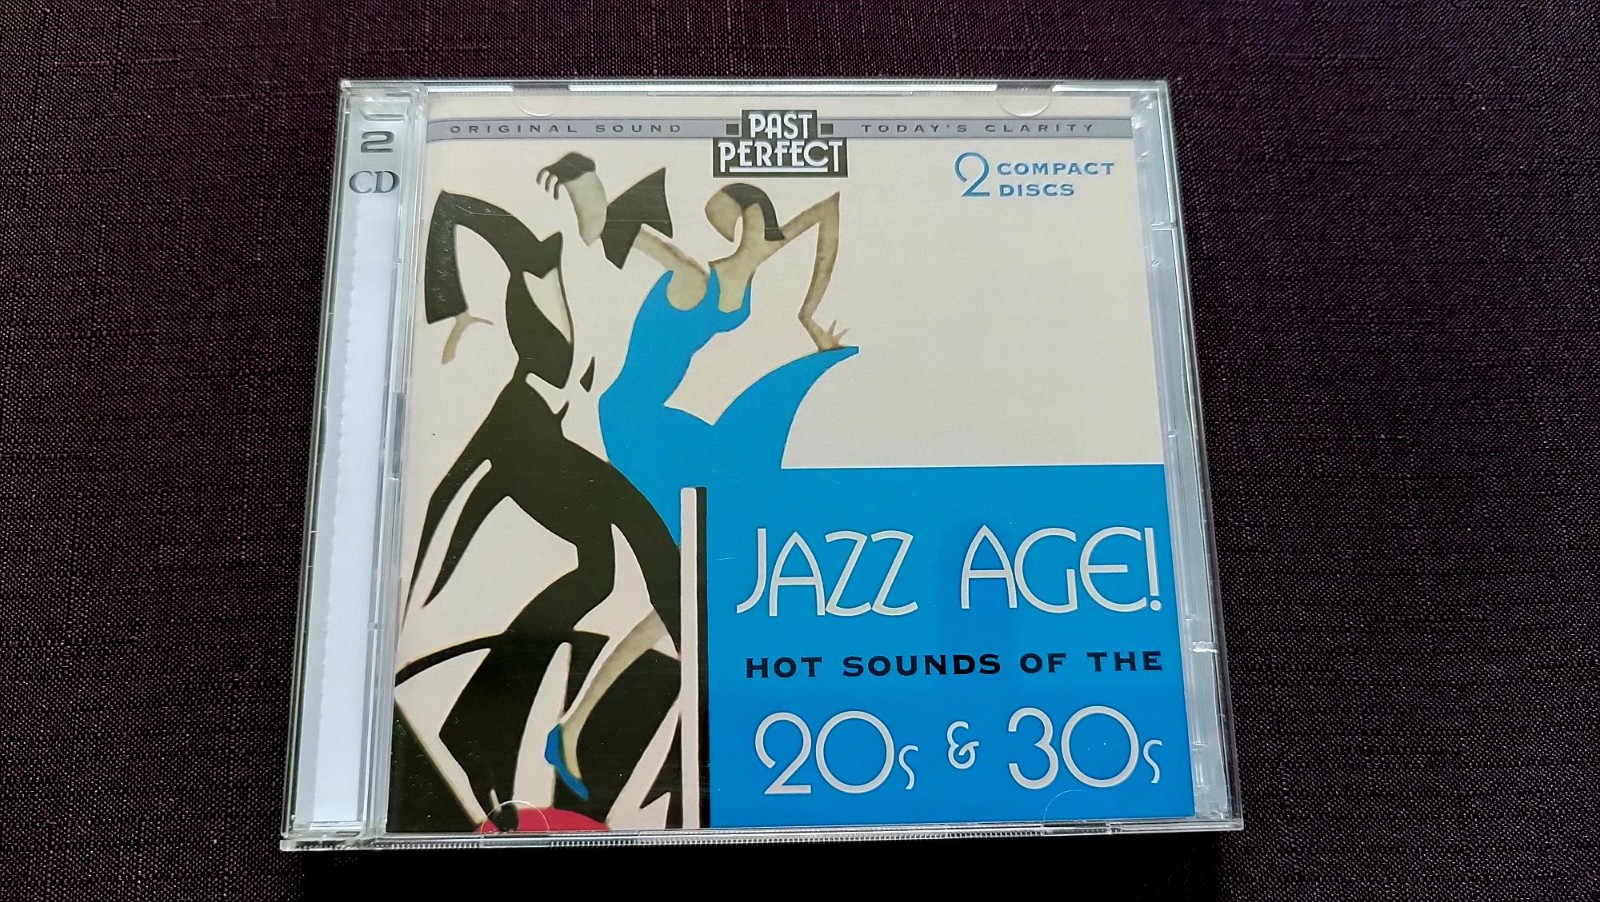 2
CD
ORIGINAL SOUND
PAST
PERFECT
TODAY'S CLARITY
2 COMPACT
DISCS
JAZZ AGE!
HOT SOUNDS OF THE
20s & 30s